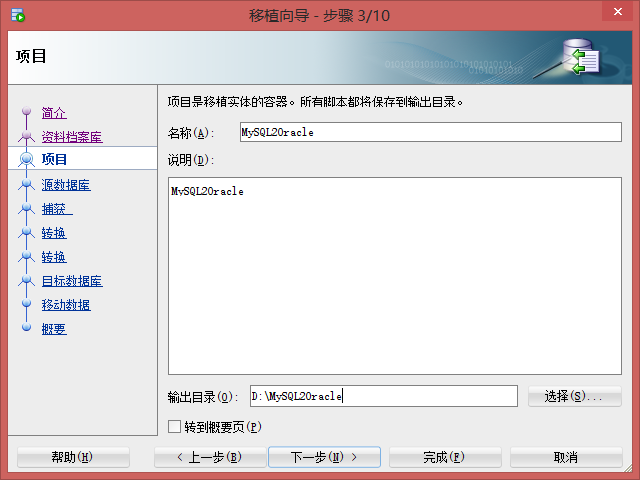 移植向导 - 步骤 3/10
项目
010101010101010101010101
0101010101
简介
资料档案库
项目
源数据库
捕获
转换
转换
目标数据库
移动数据
概要
项目是移植实体的容器。所有脚本都将保存到输出目录。
名称(A): MySQL2Oracle
说明(D):
MySQL2Oracle
输出目录(O): D:\MySQL2Oracle 选择(S)...
转到概要页(P)
帮助(H) < 上一步(B) 下一步(N) > 完成(F) 取消